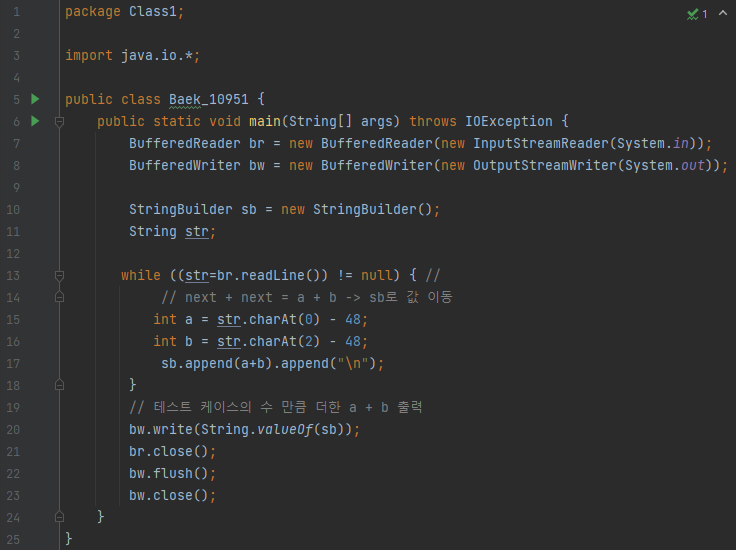 1 package Class1;
2
3 import java.io.*;
4
5 public class Baek_10951 {
6 public static void main(String[] args) throws IOException {
7 BufferedReader br = new BufferedReader(new InputStreamReader(System.in));
8 BufferedWriter bw = new BufferedWriter(new OutputStreamWriter(System.out));
9
10 StringBuilder sb = new StringBuilder();
11 String str;
12
13 while ((str=br.readLine()) != null) { //
14 // next + next = a + b -> sb로 값 이동
15 int a = str.charAt(0) - 48;
16 int b = str.charAt(2) - 48;
17 sb.append(a+b).append("\n");
18 }
19 // 테스트 케이스의 수 만큼 더한 a + b 출력
20 bw.write(String.valueOf(sb));
21 br.close();
22 bw.flush();
23 bw.close();
24 }
25 }
1